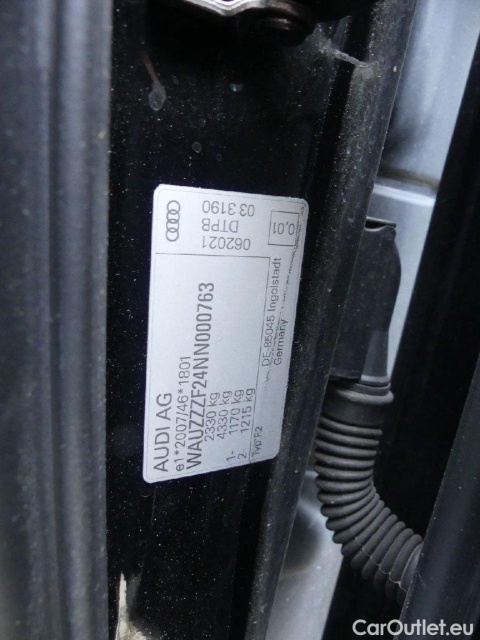 AUDI AG
e1*2007/46*1801
WAUZZZF24NN000763
2330 kg
4330 kg
1- 1170 kg
2- 1215 kg
Typ F2
062021
DTPB
03.3190
0,01
DE-85045 Ingolstadt
Germany
CarOutlet.eu